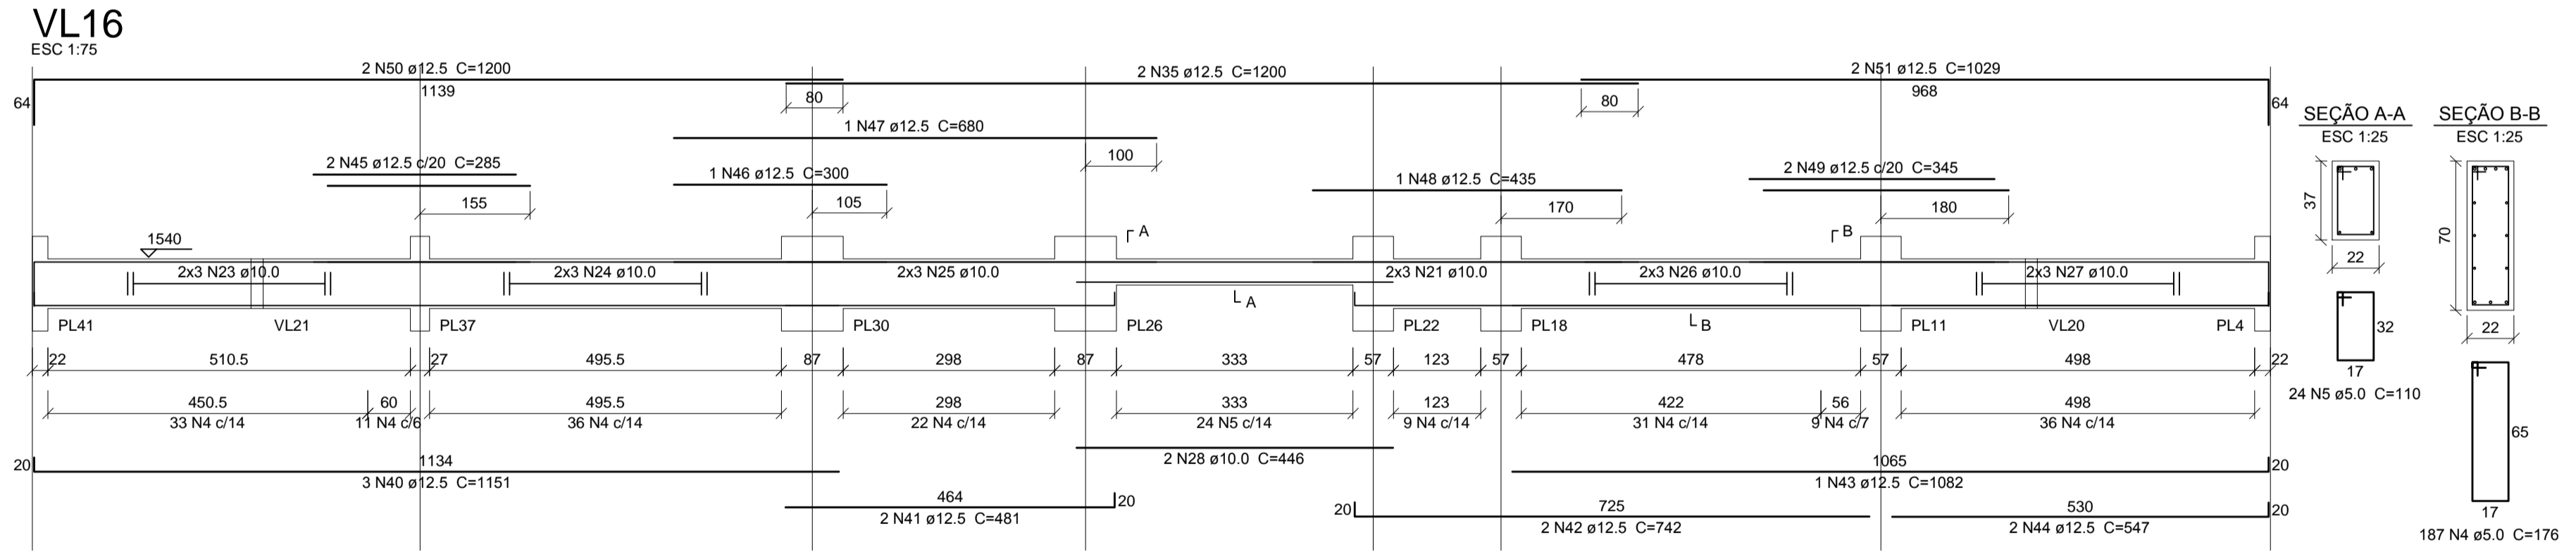 VL16
ESC 1:75
2 N50 ø12.5 C=1200
1139
64
80
2 N35 ø12.5 C=1200
80
2 N51 ø12.5 C=1029
968
64
1 N47 ø12.5 C=680
100
2 N45 ø12.5 c/20 C=285
155
1 N46 ø12.5 C=300
105
1 N48 ø12.5 C=435
170
2 N49 ø12.5 c/20 C=345
180
1540
A
B
2x3 N23 ø10.0
2x3 N24 ø10.0
2x3 N25 ø10.0
2x3 N21 ø10.0
2x3 N26 ø10.0
2x3 N27 ø10.0
A
B
PL41
VL21
PL37
PL30
PL26
PL22
PL18
PL11
VL20
PL4
22
510.5
27
495.5
87
298
87
333
57
123
57
478
57
498
22
450.5
60
495.5
298
333
123
422
56
498
33 N4 c/14
11 N4 c/6
36 N4 c/14
22 N4 c/14
24 N5 c/14
9 N4 c/14
31 N4 c/14
9 N4 c/7
36 N4 c/14
2 N28 ø10.0 C=446
20
1134
3 N40 ø12.5 C=1151
1065
20
1 N43 ø12.5 C=1082
464
20
2 N41 ø12.5 C=481
20
725
2 N42 ø12.5 C=742
530
20
2 N44 ø12.5 C=547
SEÇÃO A-A
ESC 1:25
37
22
32
17
24 N5 ø5.0 C=110
SEÇÃO B-B
ESC 1:25
70
22
65
17
187 N4 ø5.0 C=176